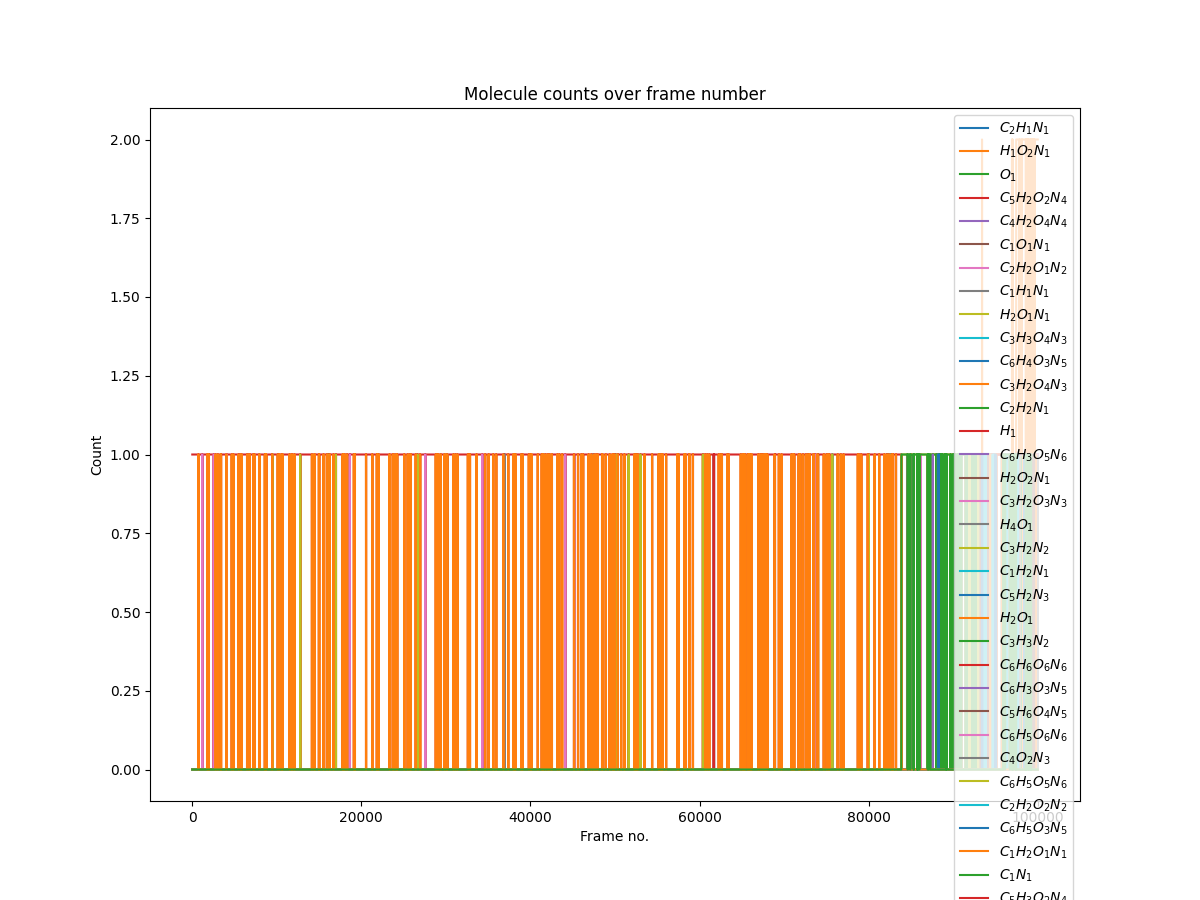 Molecule counts over frame number
2.00
1.75
1.50
1.25
1.00
0.75
0.50
0.25
0.00
Count
0 20000 40000 60000 80000 100000
Frame no.
C₂H₁N₁
H₁O₂N₁
O₁
C₅H₂O₂N₄
C₄H₂O₄N₄
C₁O₁N₁
C₂H₂O₁N₂
C₁H₁N₁
H₂O₁N₁
C₃H₃O₄N₃
C₆H₄O₃N₅
C₃H₂O₄N₃
C₂H₂N₁
H₁
C₆H₃O₅N₆
H₂O₂N₁
C₃H₂O₃N₃
H₄O₁
C₃H₂N₂
C₁H₂N₁
C₅H₂N₃
H₂O₁
C₃H₃N₂
C₆H₆O₆N₆
C₆H₃O₃N₅
C₅H₆O₄N₅
C₆H₅O₆N₆
C₄O₂N₃
C₆H₅O₅N₆
C₂H₂O₂N₂
C₆H₅O₃N₅
C₁H₂O₁N₁
C₁N₁